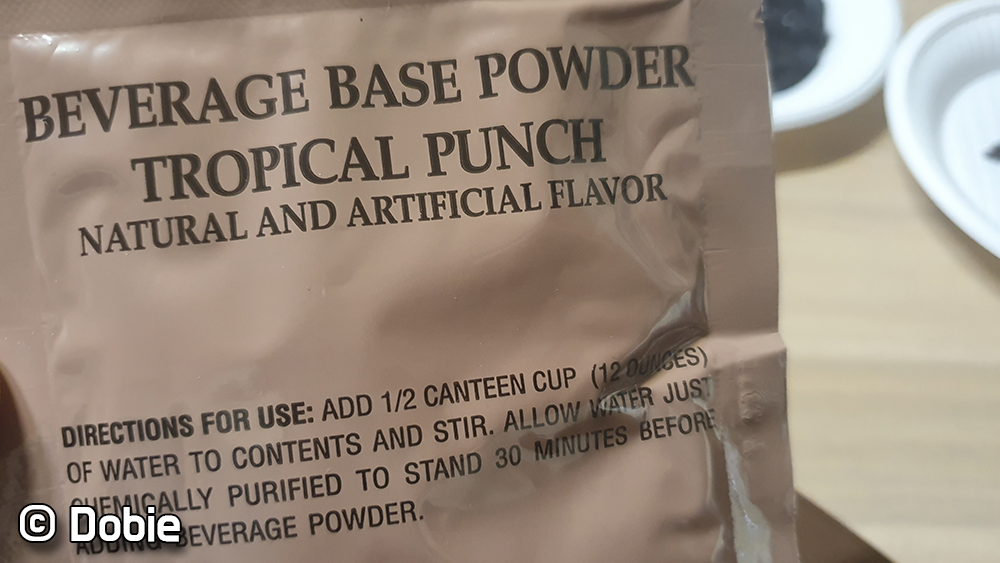 BEVERAGE BASE POWDER
TROPICAL PUNCH
NATURAL AND ARTIFICIAL FLAVOR
DIRECTIONS FOR USE: ADD 1/2 CANTEEN CUP (12 OUNCES)
OF WATER TO CONTENTS AND STIR. ALLOW WATER JUST
CHEMICALLY PURIFIED TO STAND 30 MINUTES BEFORE
ADDING BEVERAGE POWDER.
© Dobie